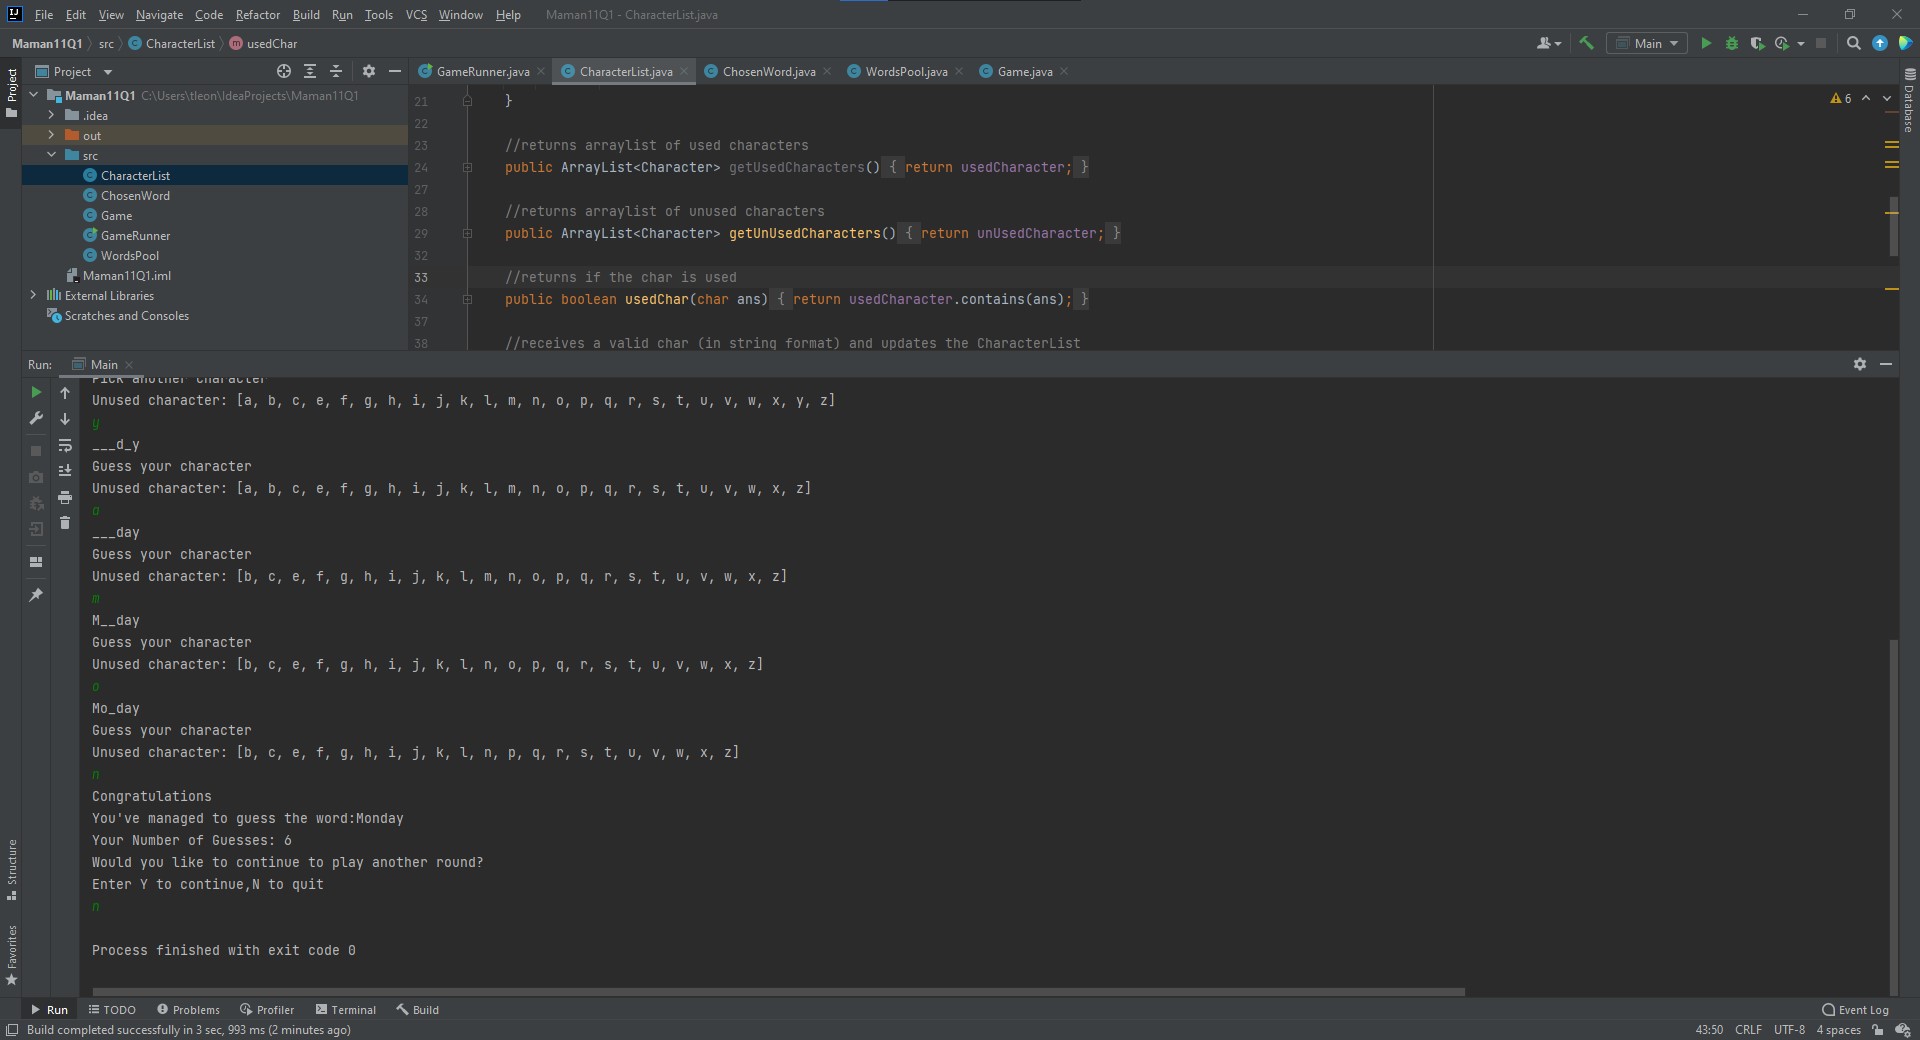 File Edit View Navigate Code Refactor Build Run Tools VCS Window Help Maman11Q1 - CharacterList.java
Maman11Q1 src CharacterList usedChar Main
Project
Project GameRunner.java CharacterList.java ChosenWord.java WordsPool.java Game.java
Maman11Q1 C:\Users\tleon\IdeaProjects\Maman11Q1
.idea
out
src
CharacterList
ChosenWord
Game
GameRunner
WordsPool
Maman11Q1.iml
External Libraries
Scratches and Consoles
21 }
22
23 //returns arraylist of used characters
24 public ArrayList<Character> getUsedCharacters() { return usedCharacter; }
27
28 //returns arraylist of unused characters
29 public ArrayList<Character> getUnUsedCharacters() { return unUsedCharacter; }
32
33 //returns if the char is used
34 public boolean usedChar(char ans) { return usedCharacter.contains(ans); }
37
38 //receives a valid char (in string format) and updates the CharacterList
6
Database
Run: Main
Pick another character
Unused character: [a, b, c, e, f, g, h, i, j, k, l, m, n, o, p, q, r, s, t, u, v, w, x, y, z]
y
___d_y
Guess your character
Unused character: [a, b, c, e, f, g, h, i, j, k, l, m, n, o, p, q, r, s, t, u, v, w, x, z]
a
___day
Guess your character
Unused character: [b, c, e, f, g, h, i, j, k, l, m, n, o, p, q, r, s, t, u, v, w, x, z]
m
M__day
Guess your character
Unused character: [b, c, e, f, g, h, i, j, k, l, n, o, p, q, r, s, t, u, v, w, x, z]
o
Mo_day
Guess your character
Unused character: [b, c, e, f, g, h, i, j, k, l, n, p, q, r, s, t, u, v, w, x, z]
n
Congratulations
You've managed to guess the word:Monday
Your Number of Guesses: 6
Would you like to continue to play another round?
Enter Y to continue,N to quit
n
Process finished with exit code 0
Structure
Favorites
Run TODO Problems Profiler Terminal Build Event Log
Build completed successfully in 3 sec, 993 ms (2 minutes ago) 43:50 CRLF UTF-8 4 spaces